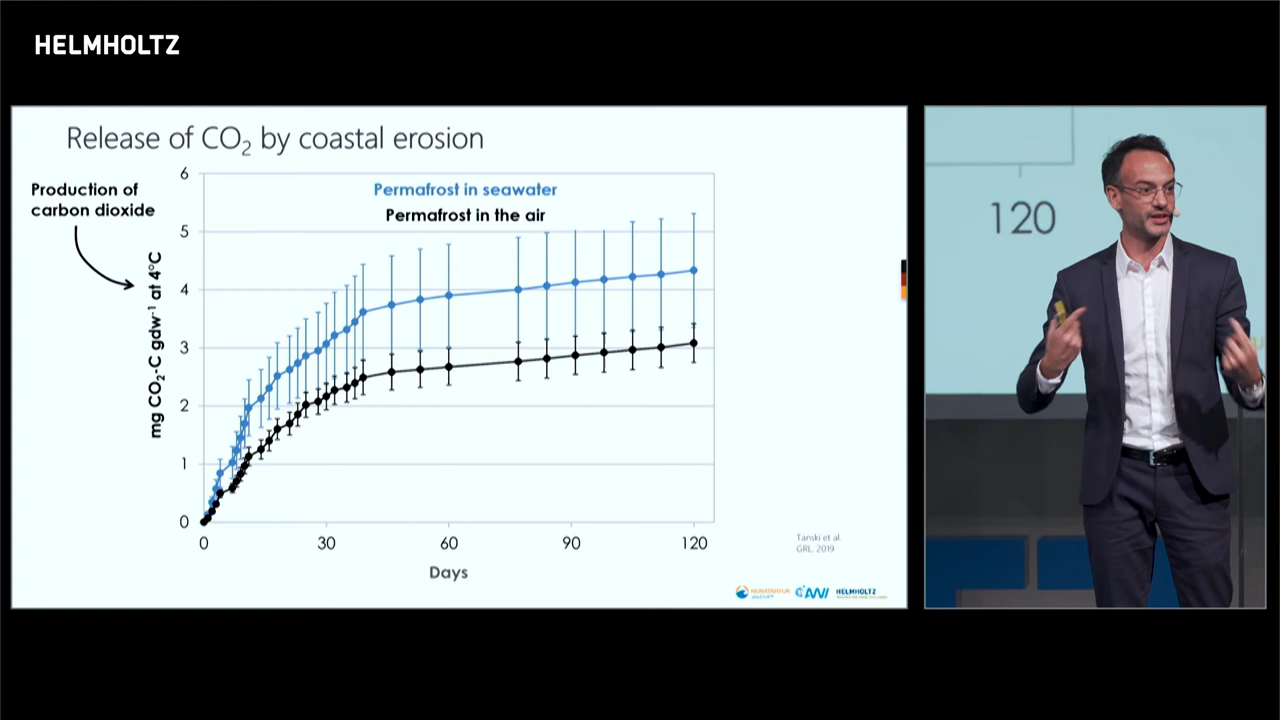 HELMHOLTZ
Release of CO₂ by coastal erosion
Production of
carbon dioxide
mg CO₂-C gdw⁻¹ at 4°C
6
5
4
3
2
1
0
Permafrost in seawater
Permafrost in the air
0 30 60 90 120
Days
Tanski et al.
GRL. 2019
NUNATARYUK
AWI
HELMHOLTZ
120